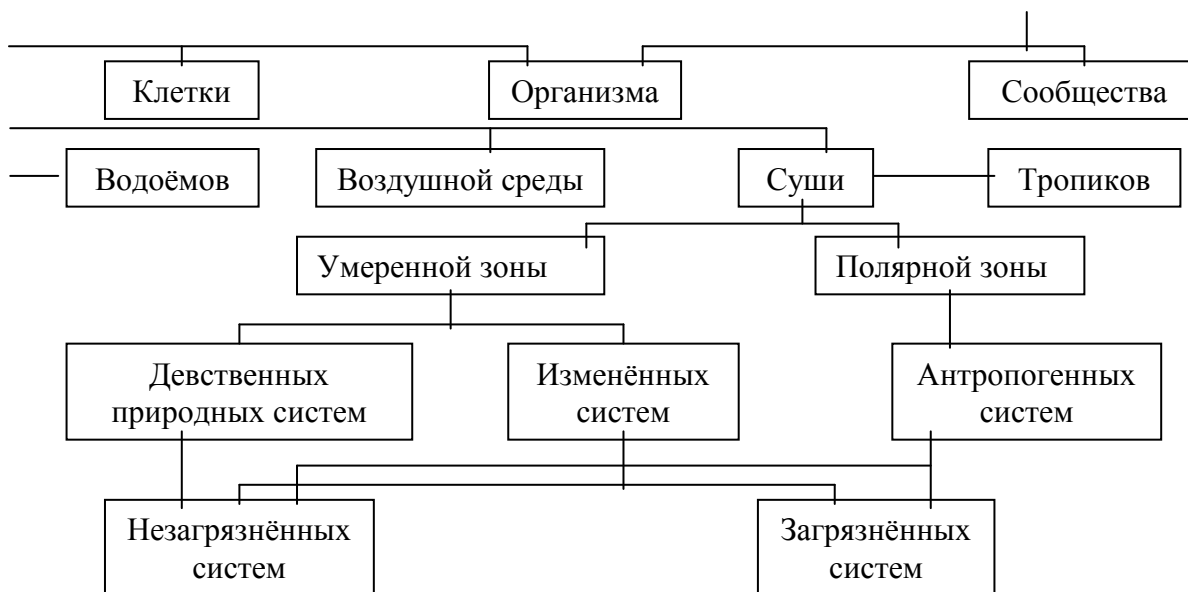 Клетки
Организма
Сообщества
Водоёмов
Воздушной среды
Суши
Тропиков
Умеренной зоны
Полярной зоны
Девственных
природных систем
Изменённых
систем
Антропогенных
систем
Незагрязнённых
систем
Загрязнённых
систем